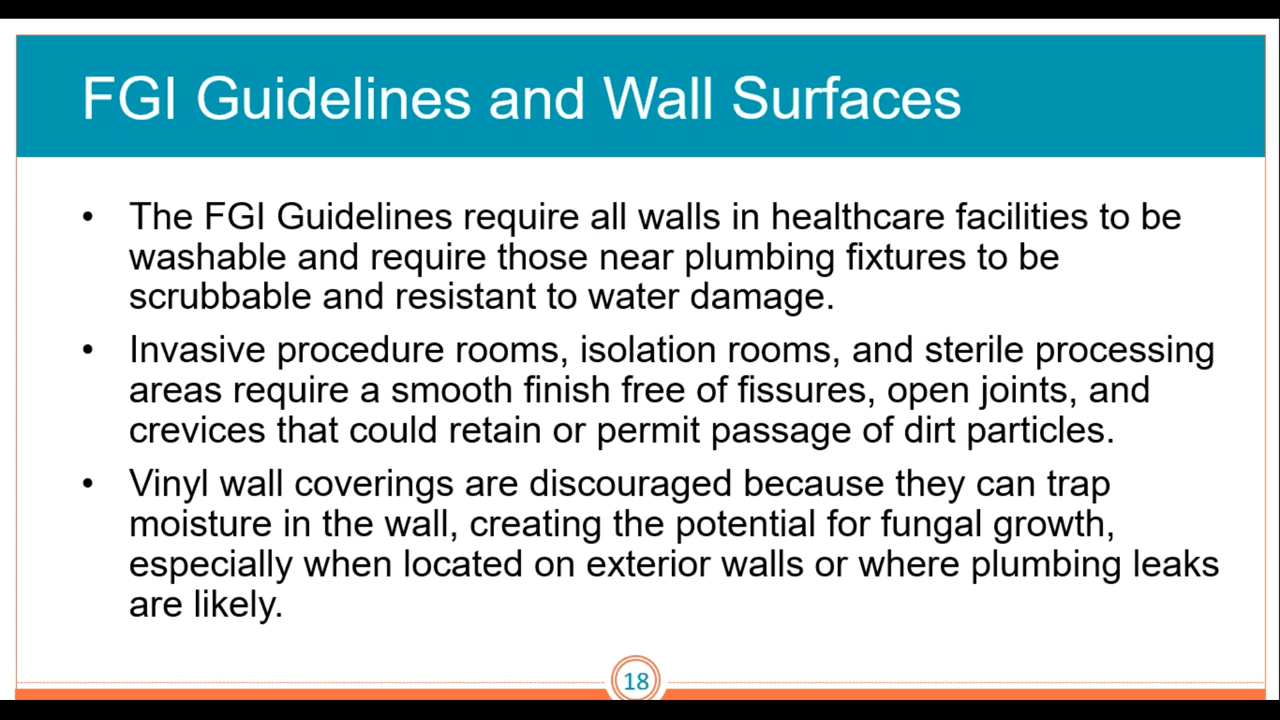 FGI Guidelines and Wall Surfaces
• The FGI Guidelines require all walls in healthcare facilities to be
washable and require those near plumbing fixtures to be
scrubbable and resistant to water damage.
• Invasive procedure rooms, isolation rooms, and sterile processing
areas require a smooth finish free of fissures, open joints, and
crevices that could retain or permit passage of dirt particles.
• Vinyl wall coverings are discouraged because they can trap
moisture in the wall, creating the potential for fungal growth,
especially when located on exterior walls or where plumbing leaks
are likely.
18